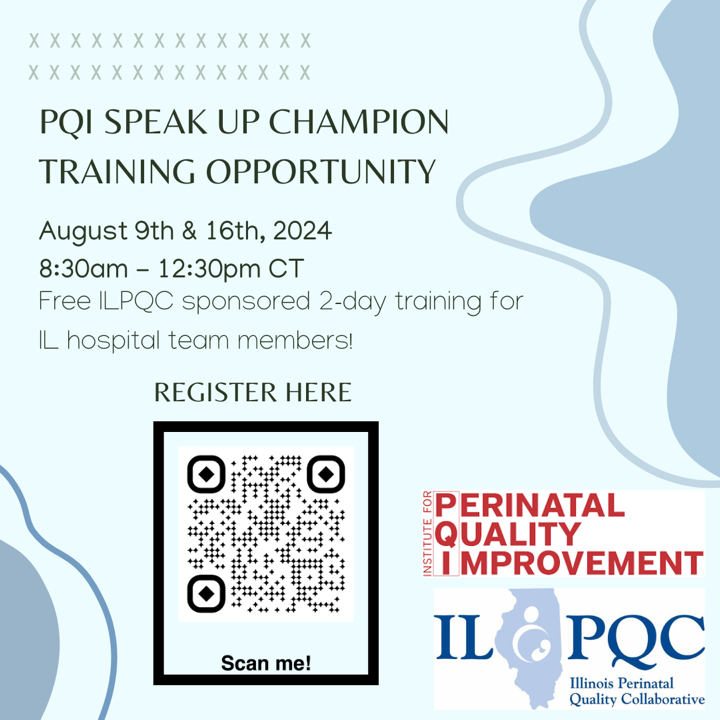 X X X X X X X X X X X X X X
X X X X X X X X X X X X X X
PQI SPEAK UP CHAMPION
TRAINING OPPORTUNITY
August 9th & 16th, 2024
8:30am – 12:30pm CT
Free ILPQC sponsored 2-day training for
IL hospital team members!
REGISTER HERE
Scan me!
INSTITUTE FOR
PERINATAL
QUALITY
IMPROVEMENT
IL PQC
Illinois Perinatal
Quality Collaborative